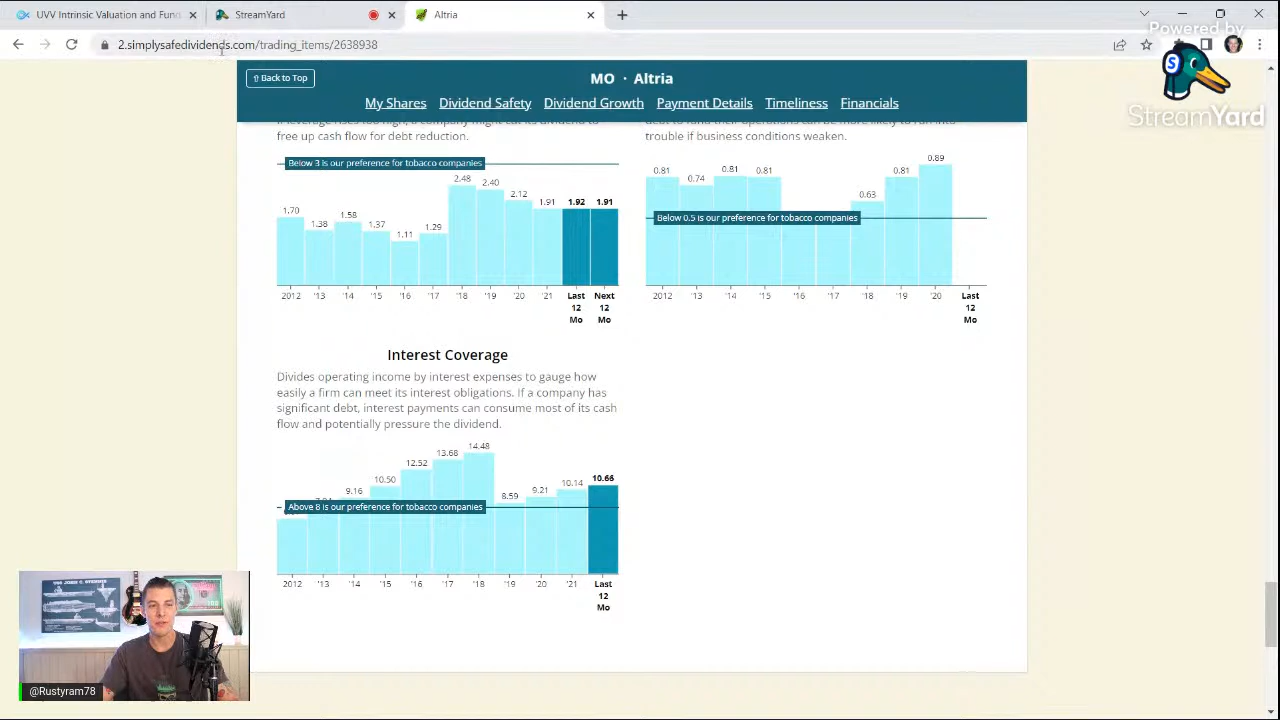 UVV Intrinsic Valuation and Fund
StreamYard
Altria
2.simplysafedividends.com/trading_items/2638938
Powered by
StreamYard
⇧ Back to Top
MO · Altria
My Shares
Dividend Safety
Dividend Growth
Payment Details
Timeliness
Financials
free up cash flow for debt reduction.
trouble if business conditions weaken.
Below 3 is our preference for tobacco companies
1.70
1.38
1.58
1.37
1.11
1.29
2.48
2.40
2.12
1.91
1.92
1.91
2012
'13
'14
'15
'16
'17
'18
'19
'20
'21
Last
12
Mo
Next
12
Mo
0.81
0.74
0.81
0.81
0.63
0.81
0.89
Below 0.5 is our preference for tobacco companies
2012
'13
'14
'15
'16
'17
'18
'19
'20
Last
12
Mo
Interest Coverage
Divides operating income by interest expenses to gauge how
easily a firm can meet its interest obligations. If a company has
significant debt, interest payments can consume most of its cash
flow and potentially pressure the dividend.
9.16
10.50
12.52
13.68
14.48
8.59
9.21
10.14
10.66
Above 8 is our preference for tobacco companies
2012
'13
'14
'15
'16
'17
'18
'19
'20
'21
Last
12
Mo
@Rustyram78